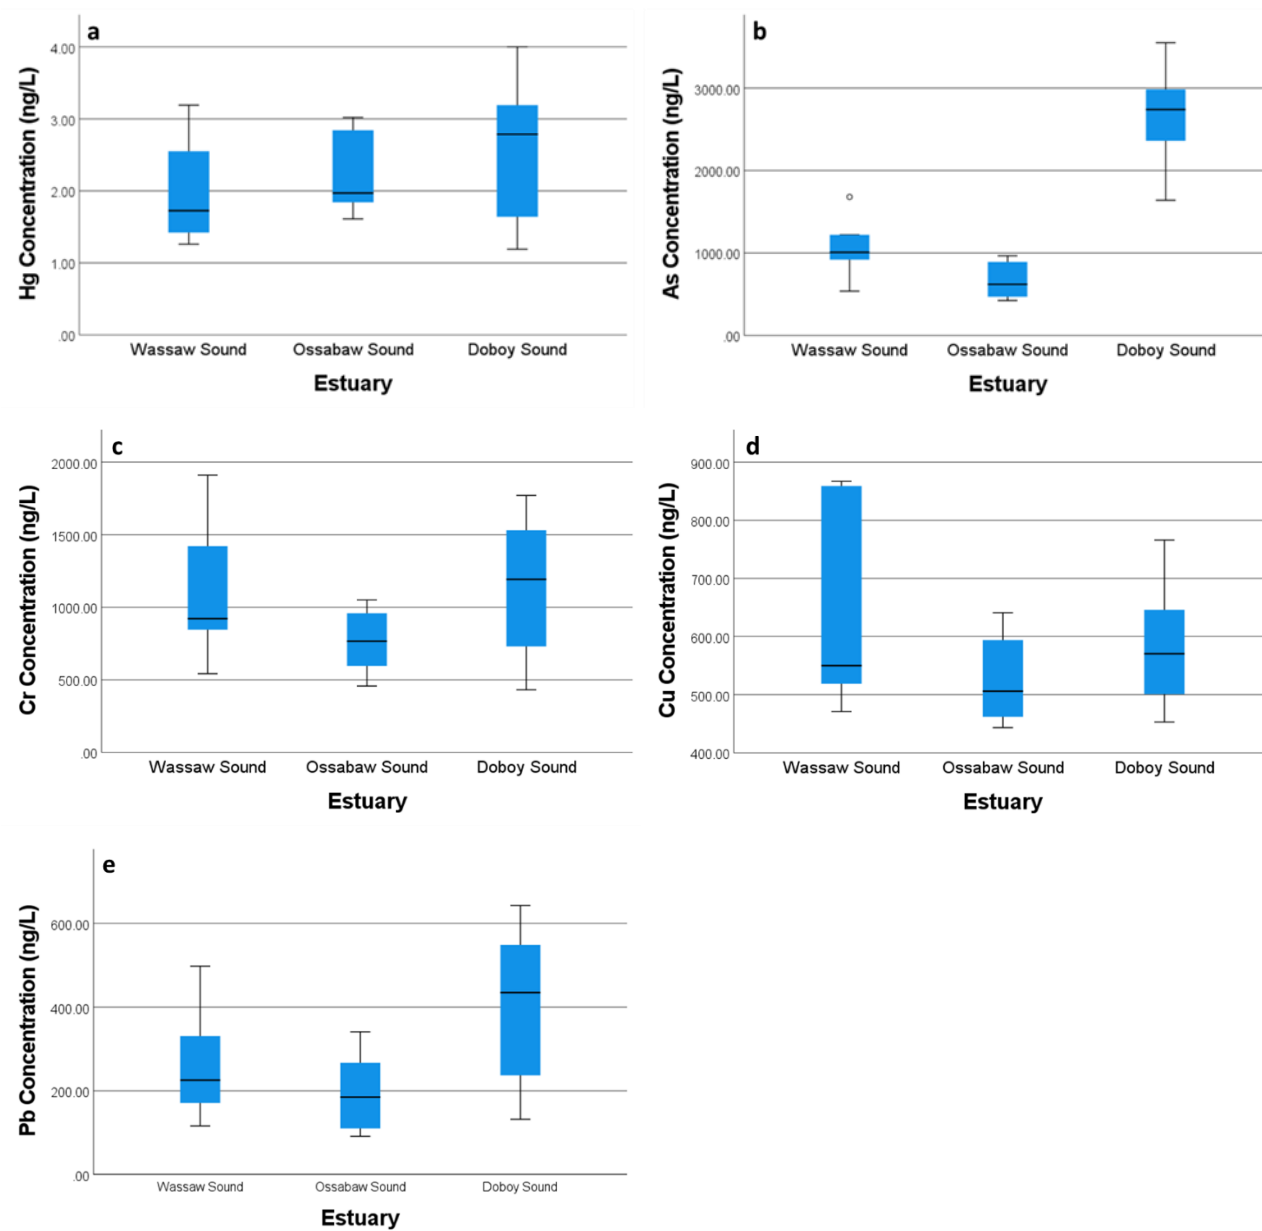 a
Hg Concentration (ng/L)
4.00
3.00
2.00
1.00
.00
Wassaw Sound Ossabaw Sound Doboy Sound
Estuary
b
As Concentration (ng/L)
3000.00
2000.00
1000.00
.00
Wassaw Sound Ossabaw Sound Doboy Sound
Estuary
c
Cr Concentration (ng/L)
2000.00
1500.00
1000.00
500.00
.00
Wassaw Sound Ossabaw Sound Doboy Sound
Estuary
d
Cu Concentration (ng/L)
900.00
800.00
700.00
600.00
500.00
400.00
Wassaw Sound Ossabaw Sound Doboy Sound
Estuary
e
Pb Concentration (ng/L)
600.00
400.00
200.00
.00
Wassaw Sound Ossabaw Sound Doboy Sound
Estuary